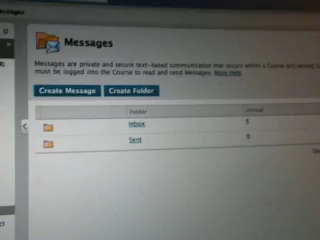 Messages
Messages
Messages are private and secure text-based communication that occurs within a Course and among
must be logged into the Course to read and send Messages. More Help
Create Message Create Folder
Folder Unread
Inbox 5
Sent 0